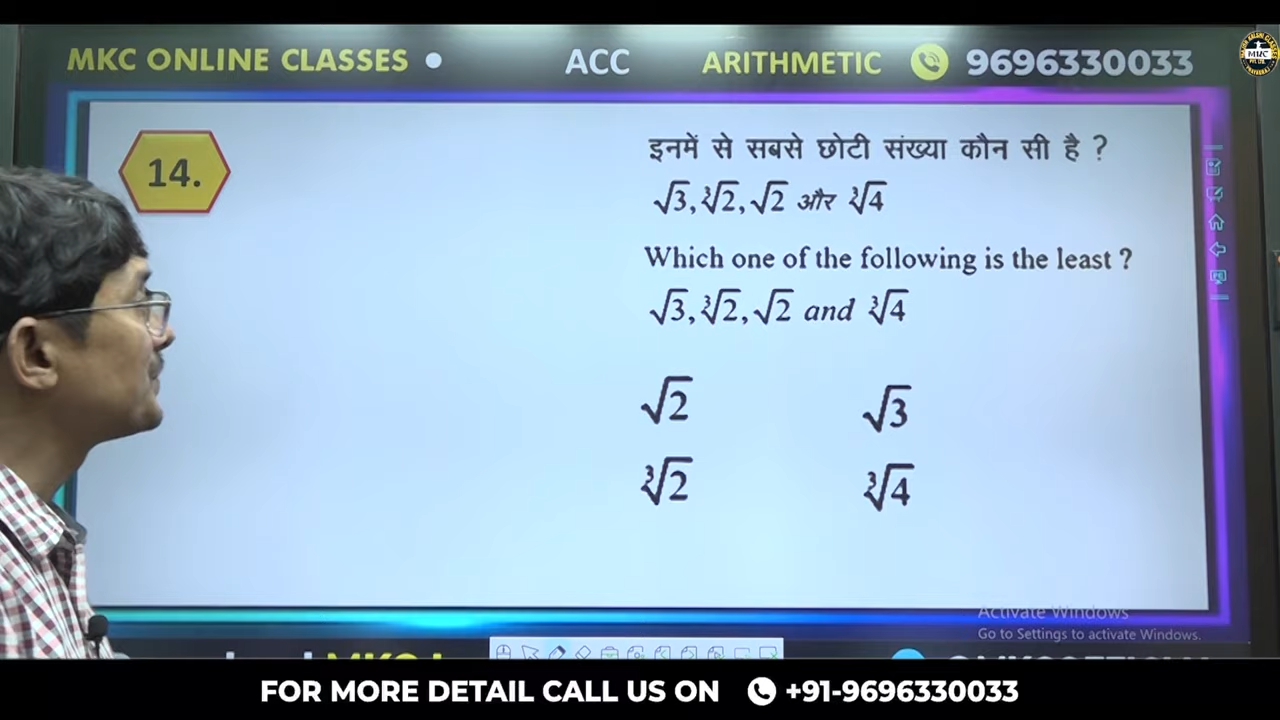 MKC ONLINE CLASSES • ACC ARITHMETIC 9696330033
MKC
14.
इनमें से सबसे छोटी संख्या कौन सी है ?
√3, ∛2, √2 और ∛4
Which one of the following is the least ?
√3, ∛2, √2 and ∛4
√2 √3
∛2 ∛4
Activate Windows
Go to Settings to activate Windows.
FOR MORE DETAIL CALL US ON +91-9696330033